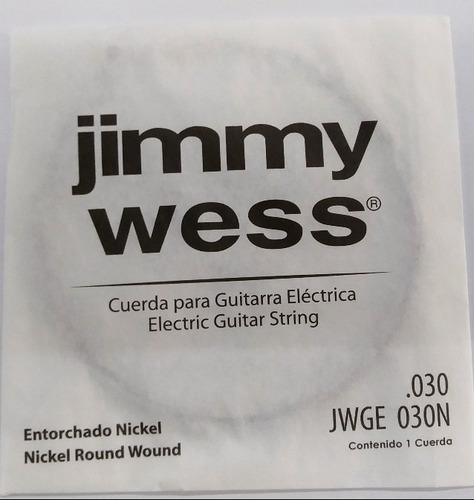 jimmy
wess®
Cuerda para Guitarra Eléctrica
Electric Guitar String
.030
JWGE 030N
Contenido 1 Cuerda
Entorchado Nickel
Nickel Round Wound